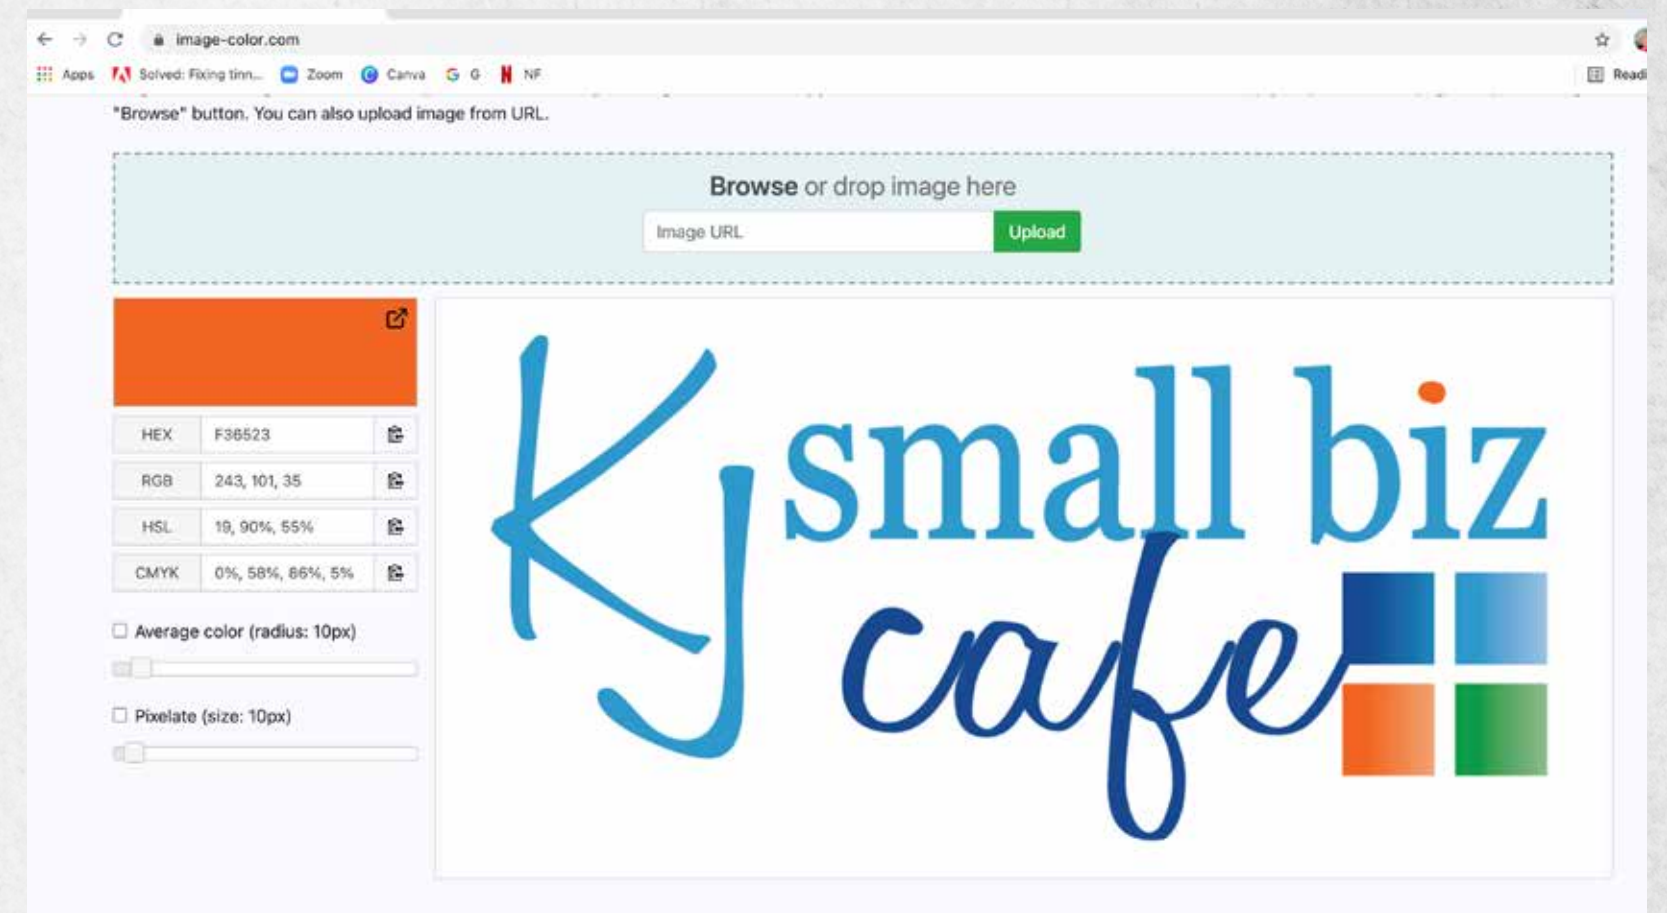 image-color.com
Apps Solved: Fixing tinn... Zoom Canva G NF
Readi
"Browse" button. You can also upload image from URL.
Browse or drop image here
Image URL Upload
HEX F36523
RGB 243, 101, 35
HSL 19, 90%, 55%
CMYK 0%, 58%, 86%, 5%
Average color (radius: 10px)
Pixelate (size: 10px)
KJ small biz
cafe